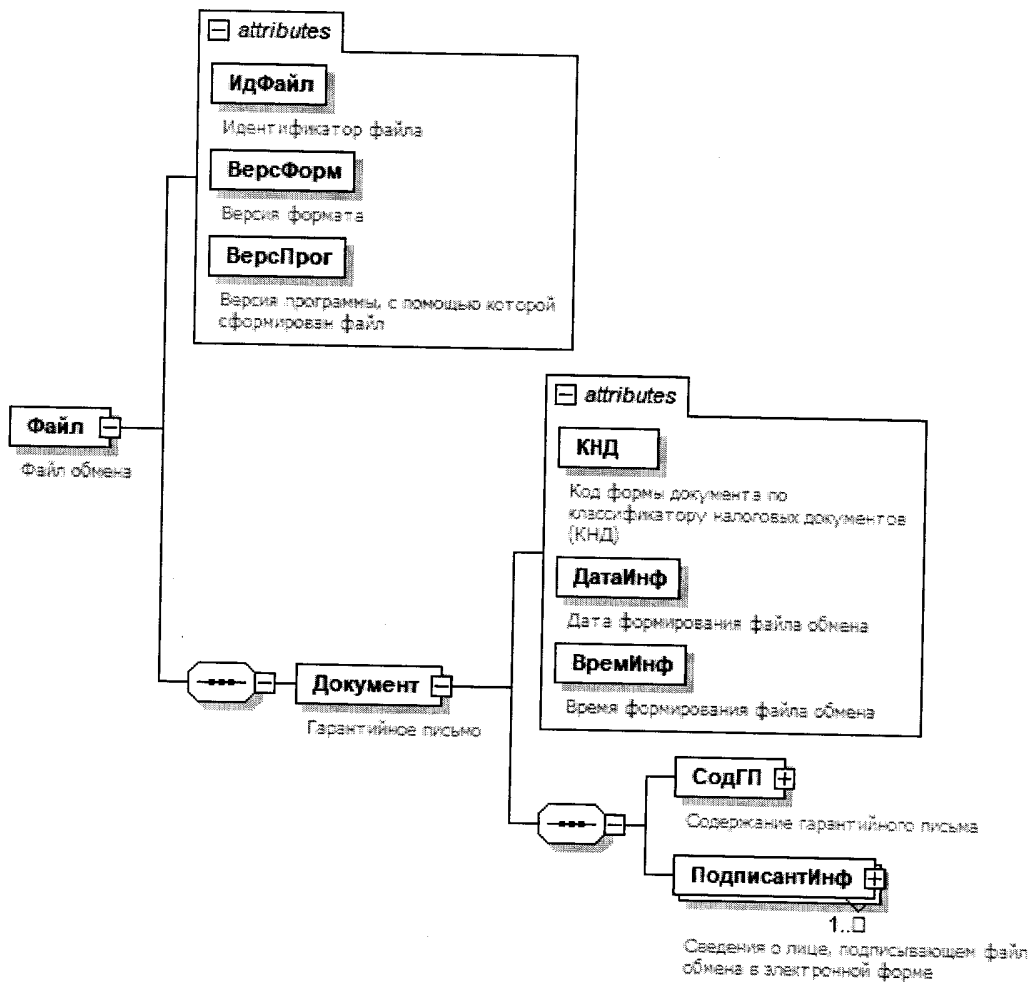 attributes
ИдФайл
Идентификатор файла
ВерсФорм
Версия формата
ВерсПрог
Версия программы, с помощью которой
сформирован файл
Файл
Файл обмена
attributes
КНД
Код формы документа по
классификатору налоговых документов
(КНД)
ДатаИнф
Дата формирования файла обмена
ВремИнф
Время формирования файла обмена
Документ
Гарантийное письмо
СодГП
Содержание гарантийного письма
ПодписантИнф
1..□
Сведения о лице, подписывающем файл
обмена в электронной форме